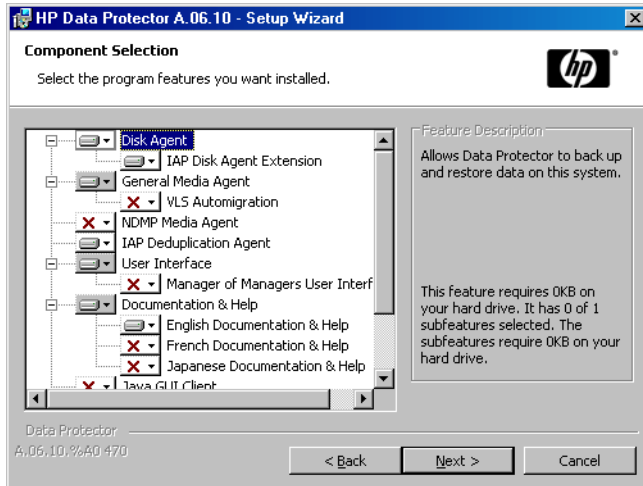 HP Data Protector A.06.10 - Setup Wizard
Component Selection
Select the program features you want installed.
hp
Disk Agent
IAP Disk Agent Extension
General Media Agent
VLS Automigration
NDMP Media Agent
IAP Deduplication Agent
User Interface
Manager of Managers User Interf
Documentation & Help
English Documentation & Help
French Documentation & Help
Japanese Documentation & Help
Java GUI Client
Feature Description
Allows Data Protector to back up
and restore data on this system.
This feature requires 0KB on
your hard drive. It has 0 of 1
subfeatures selected. The
subfeatures require 0KB on your
hard drive.
Data Protector
A.06.10.%A0 470
< Back
Next >
Cancel